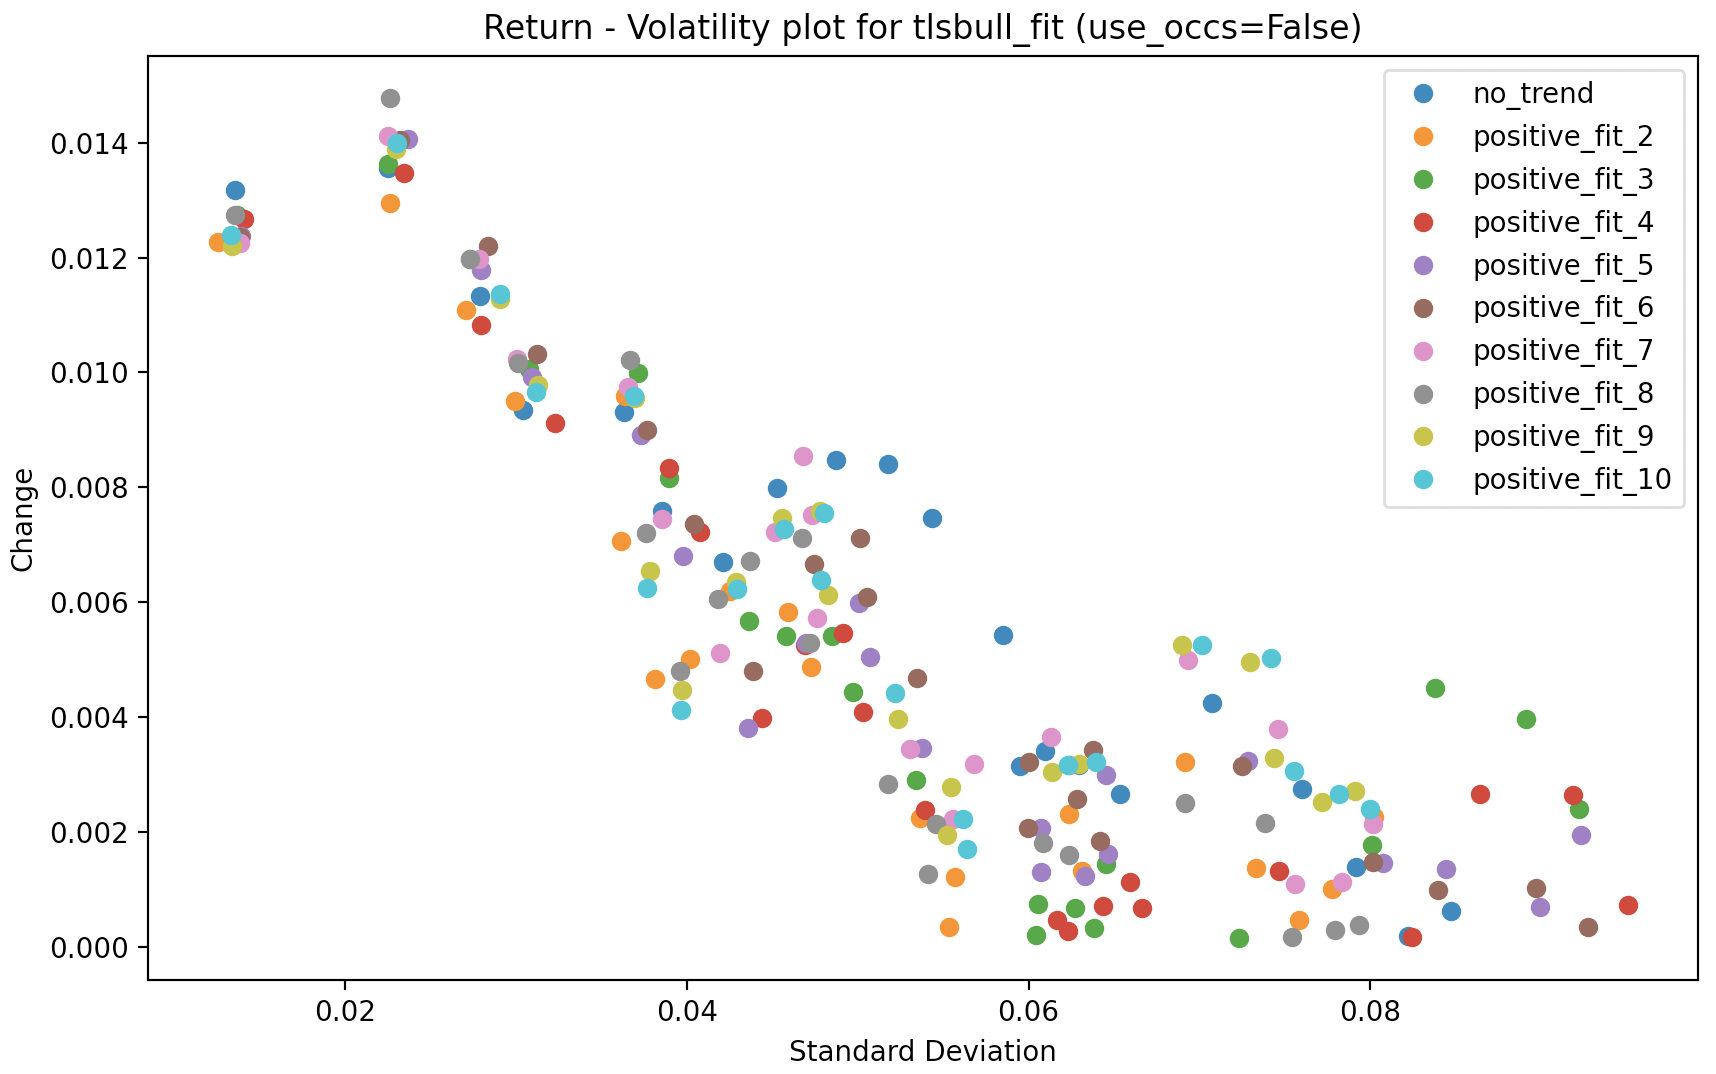 Return - Volatility plot for tlsbull_fit (use_occs=False)
no_trend
positive_fit_2
positive_fit_3
positive_fit_4
positive_fit_5
positive_fit_6
positive_fit_7
positive_fit_8
positive_fit_9
positive_fit_10
Change
0.014
0.012
0.010
0.008
0.006
0.004
0.002
0.000
0.02
0.04
0.06
0.08
Standard Deviation